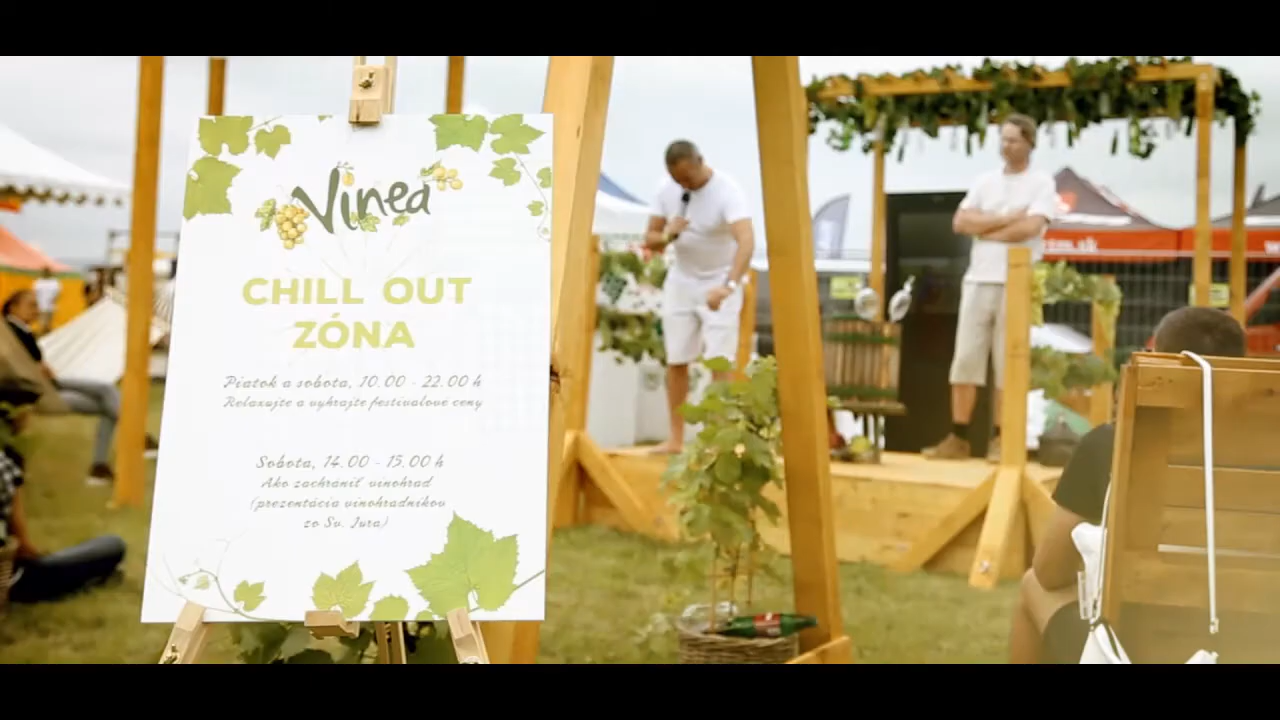 Vinea
CHILL OUT
ZÓNA
Piatok a sobota, 10.00 - 22.00 h
Relaxujte a vyhrajte festivalové ceny
Sobota, 14.00 - 15.00 h
Ako zachrániť vinohrad
(prezentácia vinohradníkov
zo Sv. Jura)